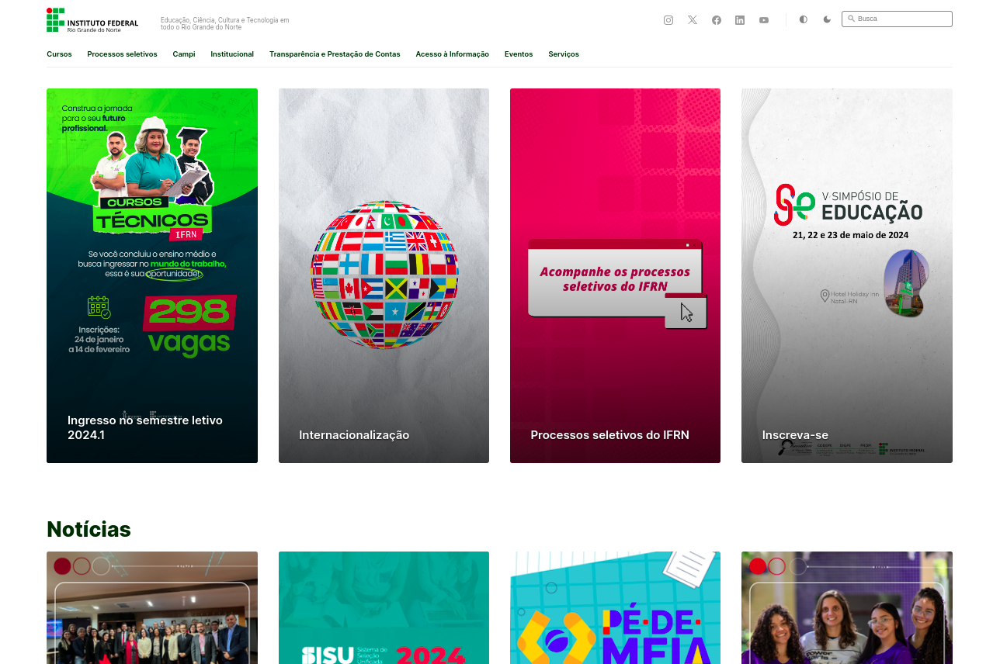 INSTITUTO FEDERAL
Rio Grande do Norte
Educação, Ciência, Cultura e Tecnologia em
todo o Rio Grande do Norte
Busca
Cursos
Processos seletivos
Campi
Institucional
Transparência e Prestação de Contas
Acesso à Informação
Eventos
Serviços
Construa a jornada
para o seu futuro
profissional.
CURSOS
TÉCNICOS
IFRN
Se você concluiu o ensino médio e
busca ingressar no mundo do trabalho,
essa é sua oportunidade!
Inscrições:
24 de janeiro
a 14 de fevereiro
298
vagas
Ingresso no semestre letivo
2024.1
Internacionalização
Acompanhe os processos
seletivos do IFRN
Processos seletivos do IFRN
Se
V SIMPÓSIO DE
EDUCAÇÃO
21, 22 e 23 de maio de 2024
Hotel Holiday Inn
Natal-RN
Inscreva-se
INSTITUTO FEDERAL
Notícias
SISU
Sistema de
Seleção
Unificada
2024
PÉ-DE-
MEIA